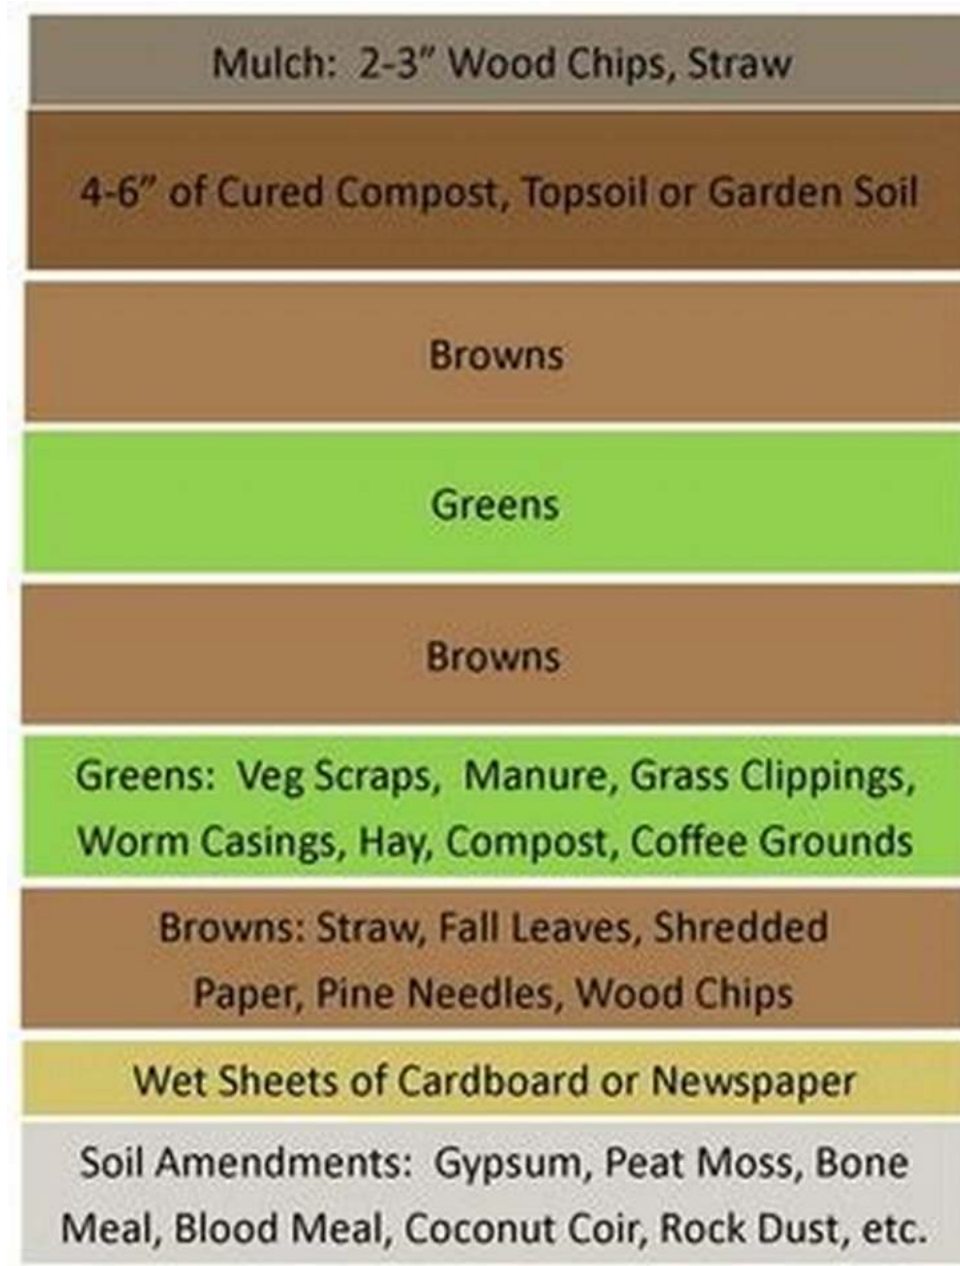 Mulch:  2-3” Wood Chips, Straw
4-6” of Cured Compost, Topsoil or Garden Soil
Browns
Greens
Browns
Greens:  Veg Scraps,  Manure, Grass Clippings,
Worm Casings, Hay, Compost, Coffee Grounds
Browns: Straw, Fall Leaves, Shredded
Paper, Pine Needles, Wood Chips
Wet Sheets of Cardboard or Newspaper
Soil Amendments:  Gypsum, Peat Moss, Bone
Meal, Blood Meal, Coconut Coir, Rock Dust, etc.